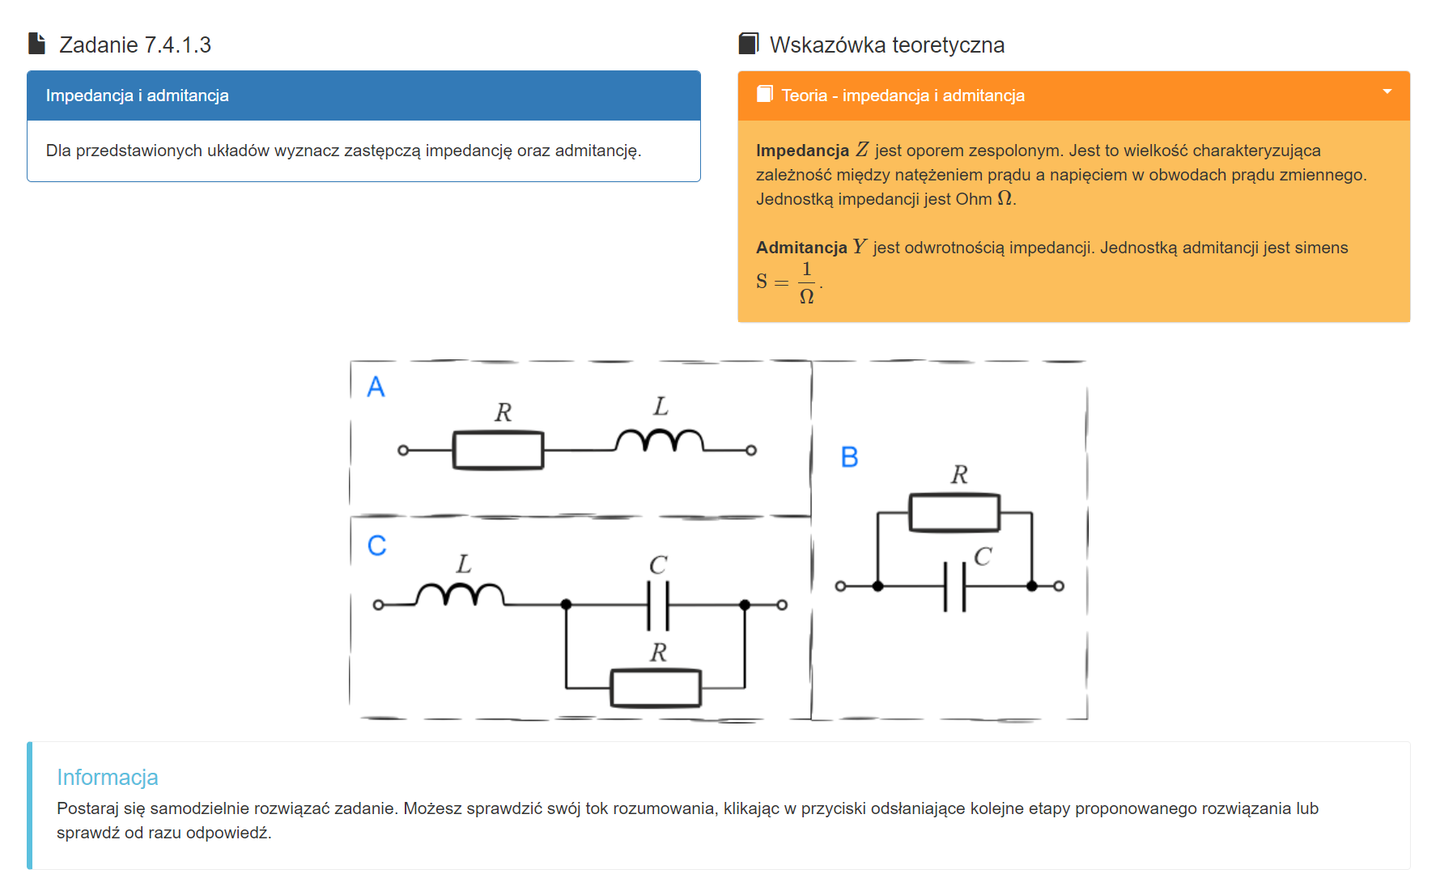 Zadanie 7.4.1.3
Impedancja i admitancja
Dla przedstawionych układów wyznacz zastępczą impedancję oraz admitancję.
Wskazówka teoretyczna
Teoria - impedancja i admitancja
Impedancja Z jest oporem zespolonym. Jest to wielkość charakteryzująca
zależność między natężeniem prądu a napięciem w obwodach prądu zmiennego.
Jednostką impedancji jest Ohm Ω.
Admitancja Y jest odwrotnością impedancji. Jednostką admitancji jest simens
S = 1/Ω.
A
R
L
B
R
C
C
L
C
R
Informacja
Postaraj się samodzielnie rozwiązać zadanie. Możesz sprawdzić swój tok rozumowania, klikając w przyciski odsłaniające kolejne etapy proponowanego rozwiązania lub
sprawdź od razu odpowiedź.